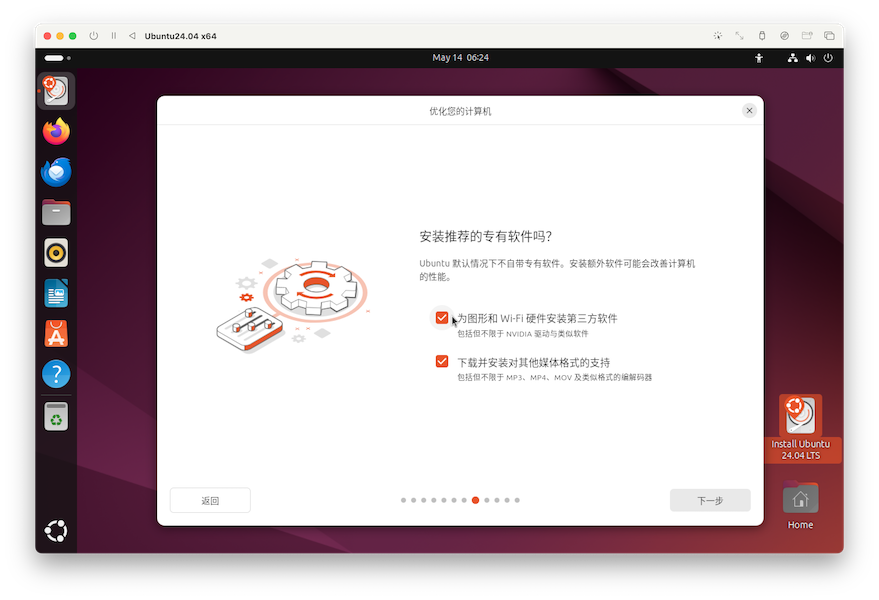 Ubuntu24.04 x64
May 14 06:24
优化您的计算机
安装推荐的专有软件吗?
Ubuntu 默认情况下不自带专有软件。安装额外软件可能会改善计算机
的性能。
为图形和 Wi-Fi 硬件安装第三方软件
包括但不限于 NVIDIA 驱动与类似软件
下载并安装对其他媒体格式的支持
包括但不限于 MP3、MP4、MOV 及类似格式的编解码器
返回
下一步
Install Ubuntu
24.04 LTS
Home